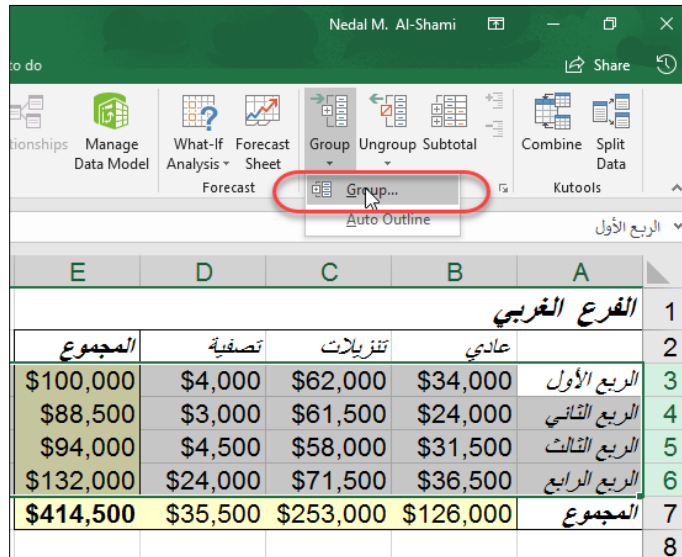 Nedal M. Al-Shami
to do
Share
tionships
Manage Data Model
What-If Analysis
Forecast Sheet
Group
Ungroup
Subtotal
Combine
Split Data
Forecast
Kutools
Group...
Auto Outline
الربع الأول
E D C B A
1 الفرع الغربي
2 عادي تنزيلات تصفية المجموع
3 الربع الأول $34,000 $62,000 $4,000 $100,000
4 الربع الثاني $24,000 $61,500 $3,000 $88,500
5 الربع الثالث $31,500 $58,000 $4,500 $94,000
6 الربع الرابع $36,500 $71,500 $24,000 $132,000
7 المجموع $126,000 $253,000 $35,500 $414,500
8